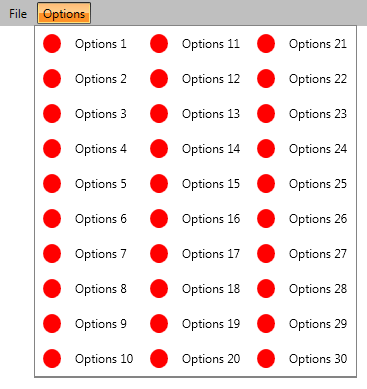 File Options
Options 1 Options 11 Options 21
Options 2 Options 12 Options 22
Options 3 Options 13 Options 23
Options 4 Options 14 Options 24
Options 5 Options 15 Options 25
Options 6 Options 16 Options 26
Options 7 Options 17 Options 27
Options 8 Options 18 Options 28
Options 9 Options 19 Options 29
Options 10 Options 20 Options 30